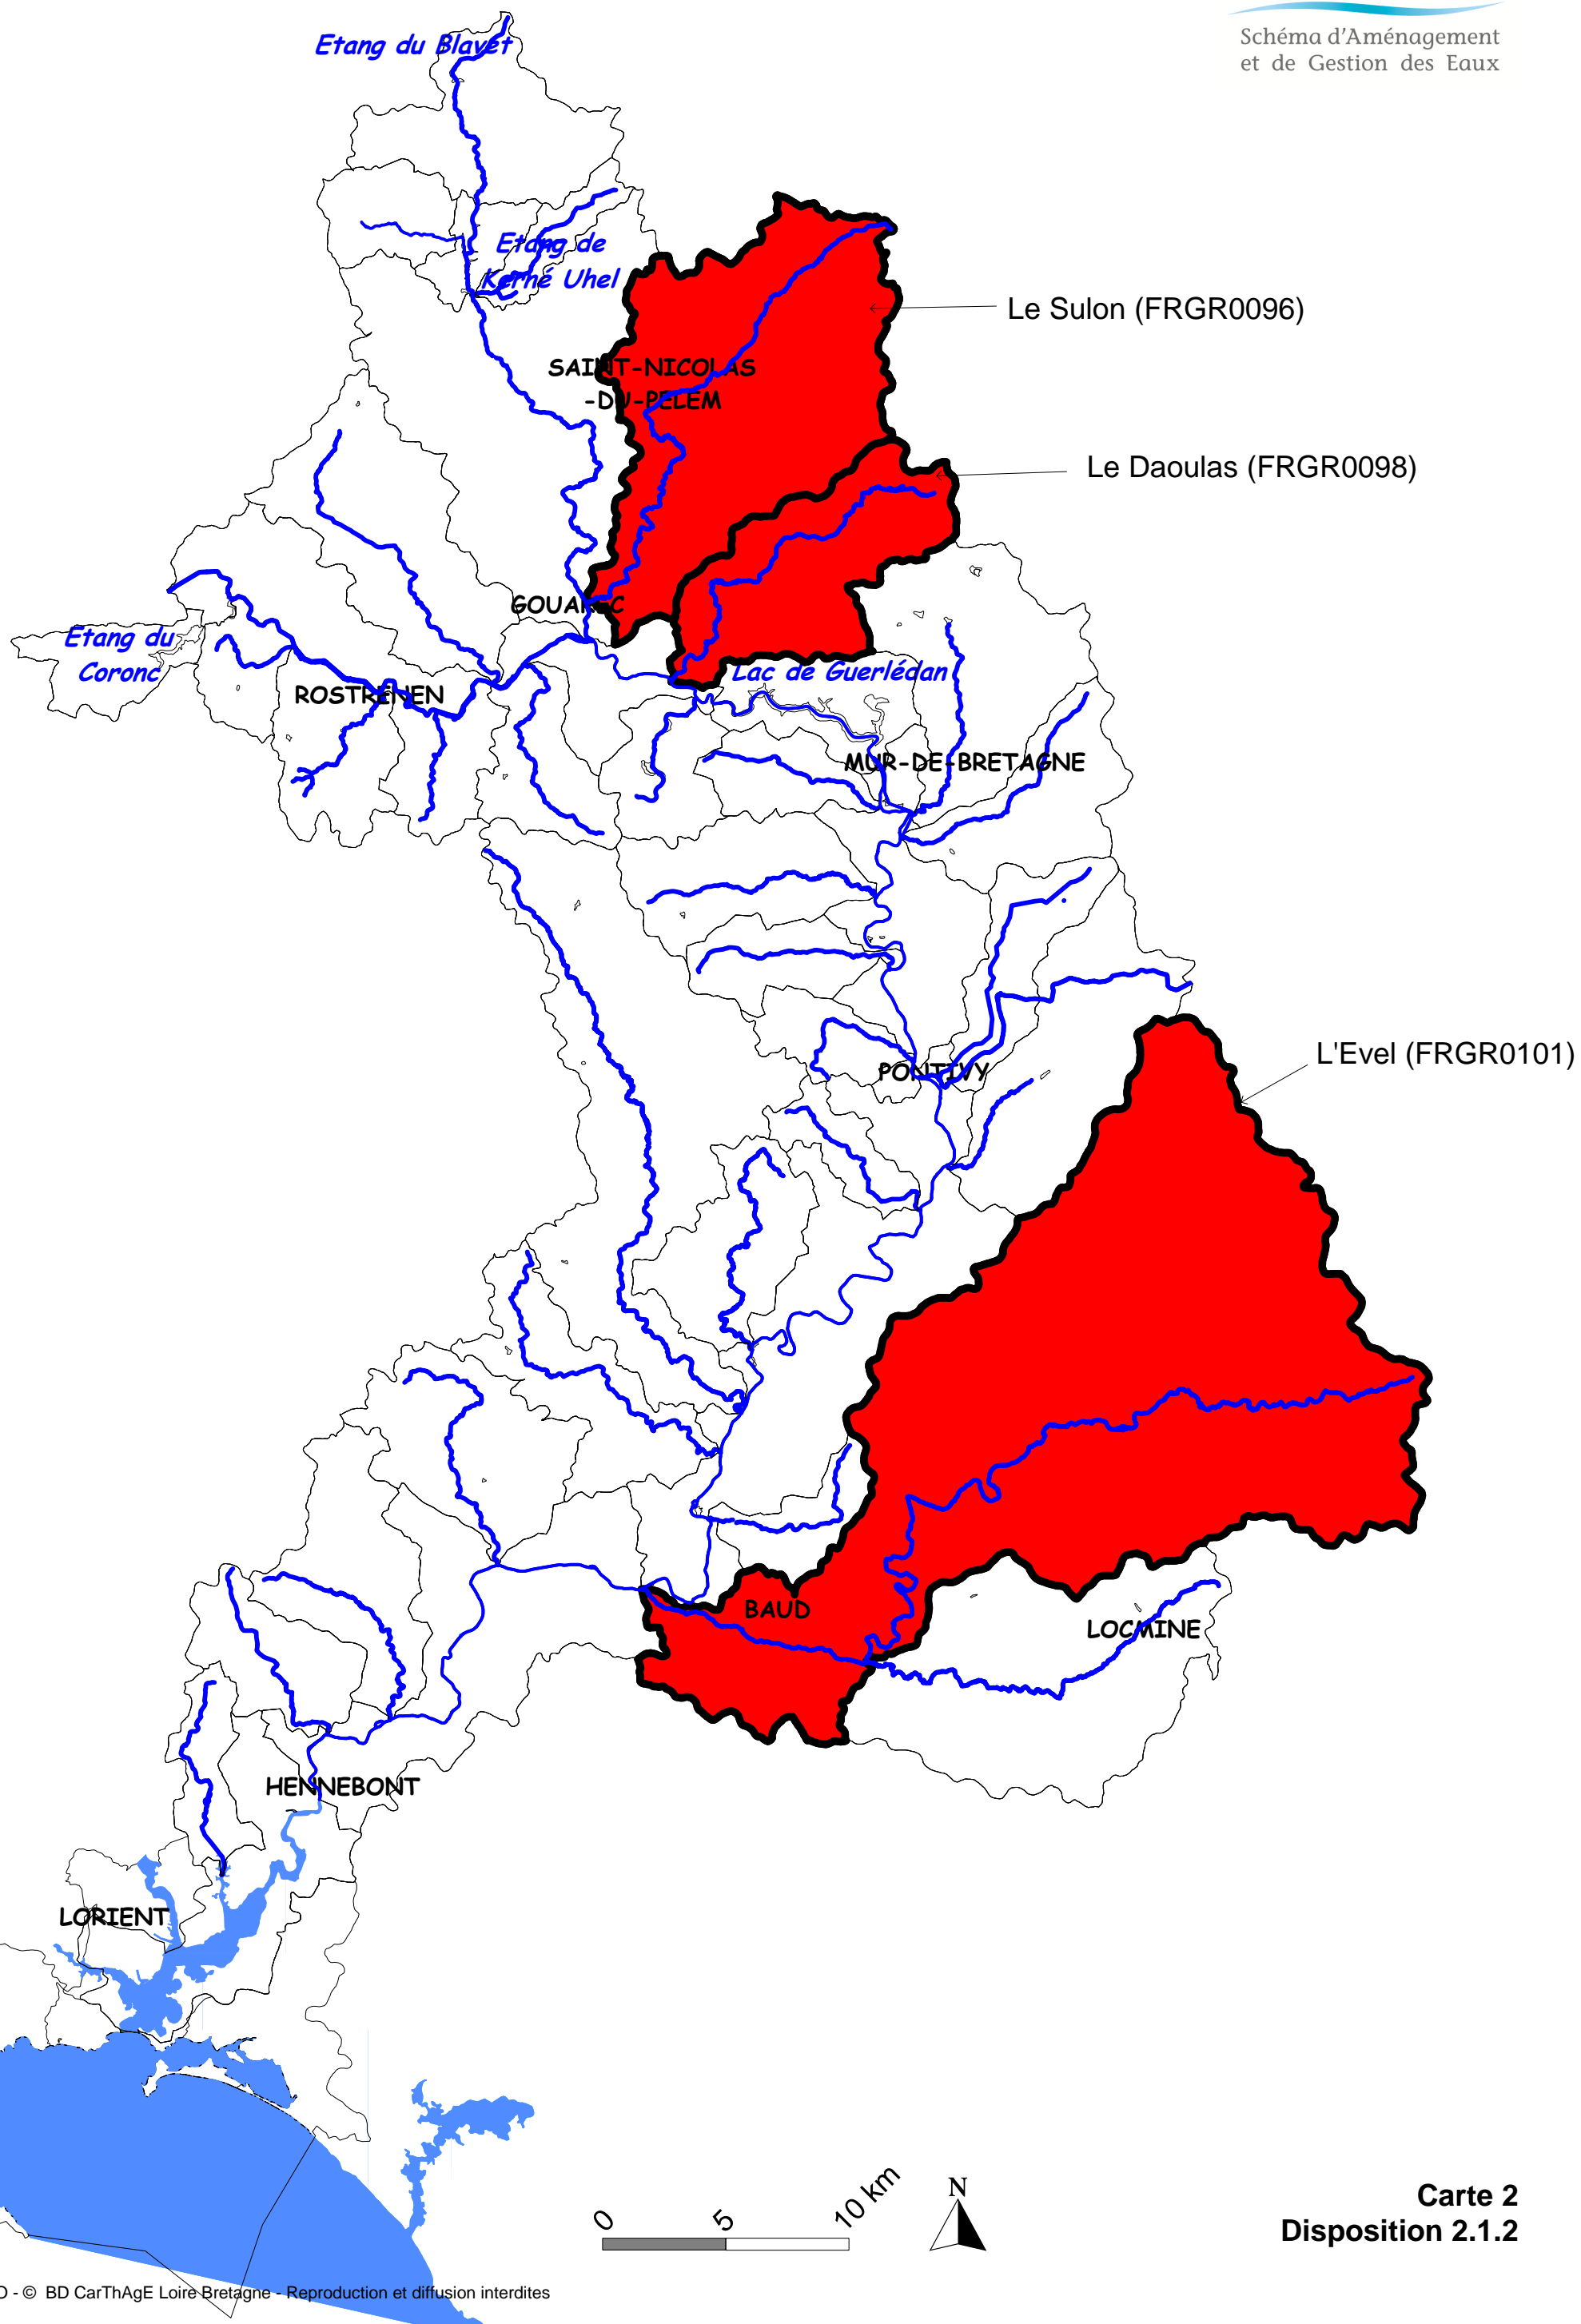 Schéma d'Aménagement
et de Gestion des Eaux
Etang du Blavet
Etang de
Kerné Uhel
Le Sulon (FRGR0096)
SAINT-NICOLAS
-DU-PELEM
Le Daoulas (FRGR0098)
GOUAREC
Etang du
Coronc
ROSTRENEN
Lac de Guerlédan
MUR-DE-BRETAGNE
L'Evel (FRGR0101)
PONTIVY
BAUD
LOCMINE
HENNEBONT
LORIENT
0 5 10 km
N
Carte 2
Disposition 2.1.2
- © BD CarThAgE Loire Bretagne - Reproduction et diffusion interdites